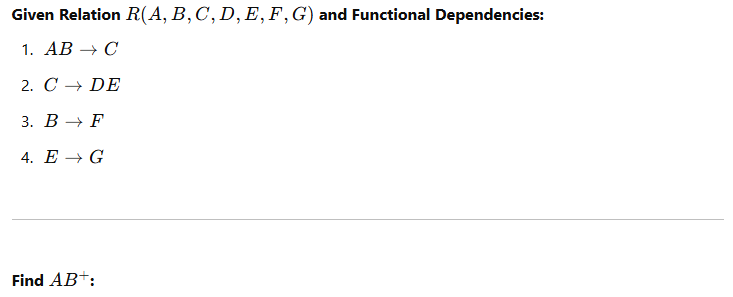 Given Relation R(A, B, C, D, E, F, G) and Functional Dependencies:
1. AB → C
2. C → DE
3. B → F
4. E → G
Find AB⁺: